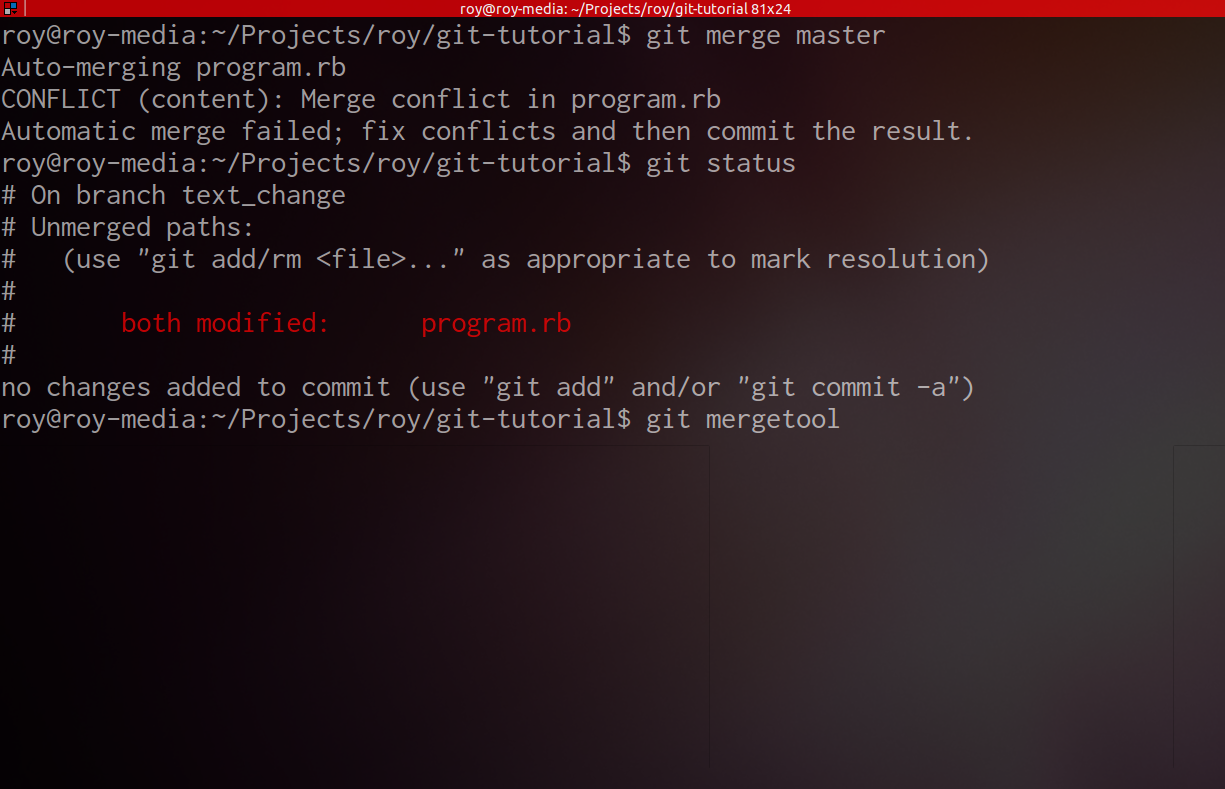 roy@roy-media: ~/Projects/roy/git-tutorial 81x24
roy@roy-media:~/Projects/roy/git-tutorial$ git merge master
Auto-merging program.rb
CONFLICT (content): Merge conflict in program.rb
Automatic merge failed; fix conflicts and then commit the result.
roy@roy-media:~/Projects/roy/git-tutorial$ git status
# On branch text_change
# Unmerged paths:
#   (use "git add/rm <file>..." as appropriate to mark resolution)
#
#       both modified:      program.rb
#
no changes added to commit (use "git add" and/or "git commit -a")
roy@roy-media:~/Projects/roy/git-tutorial$ git mergetool